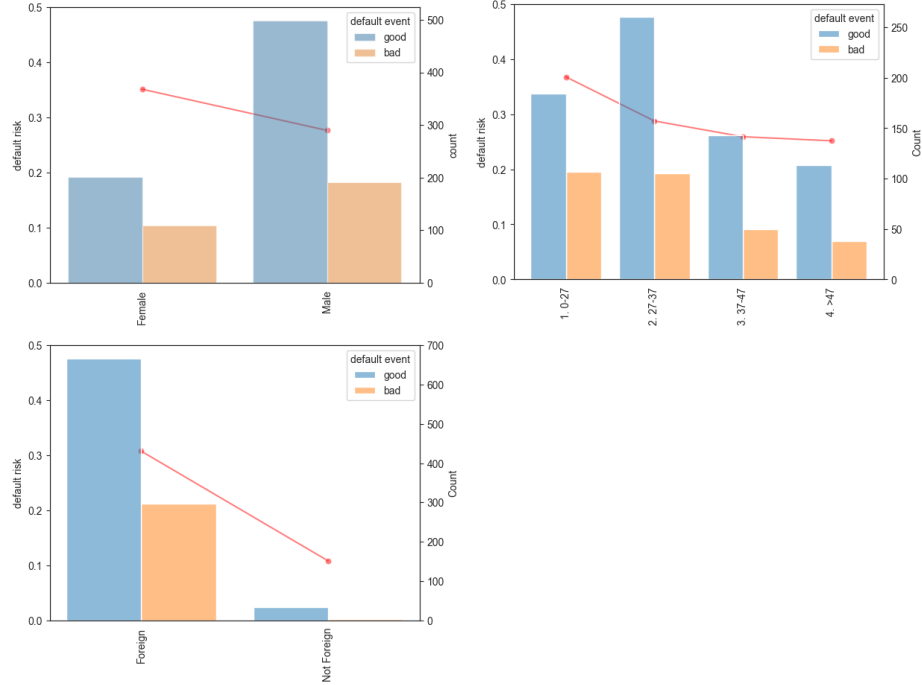 default event
good
bad
0.5
0.4
0.3
0.2
0.1
0.0
default risk
500
400
300
200
100
0
count
Female
Male
default event
good
bad
0.5
0.4
0.3
0.2
0.1
0.0
default risk
250
200
150
100
50
0
Count
1. 0-27
2. 27-37
3. 37-47
4. >47
default event
good
bad
0.5
0.4
0.3
0.2
0.1
0.0
default risk
700
600
500
400
300
200
100
0
Count
Foreign
Not Foreign